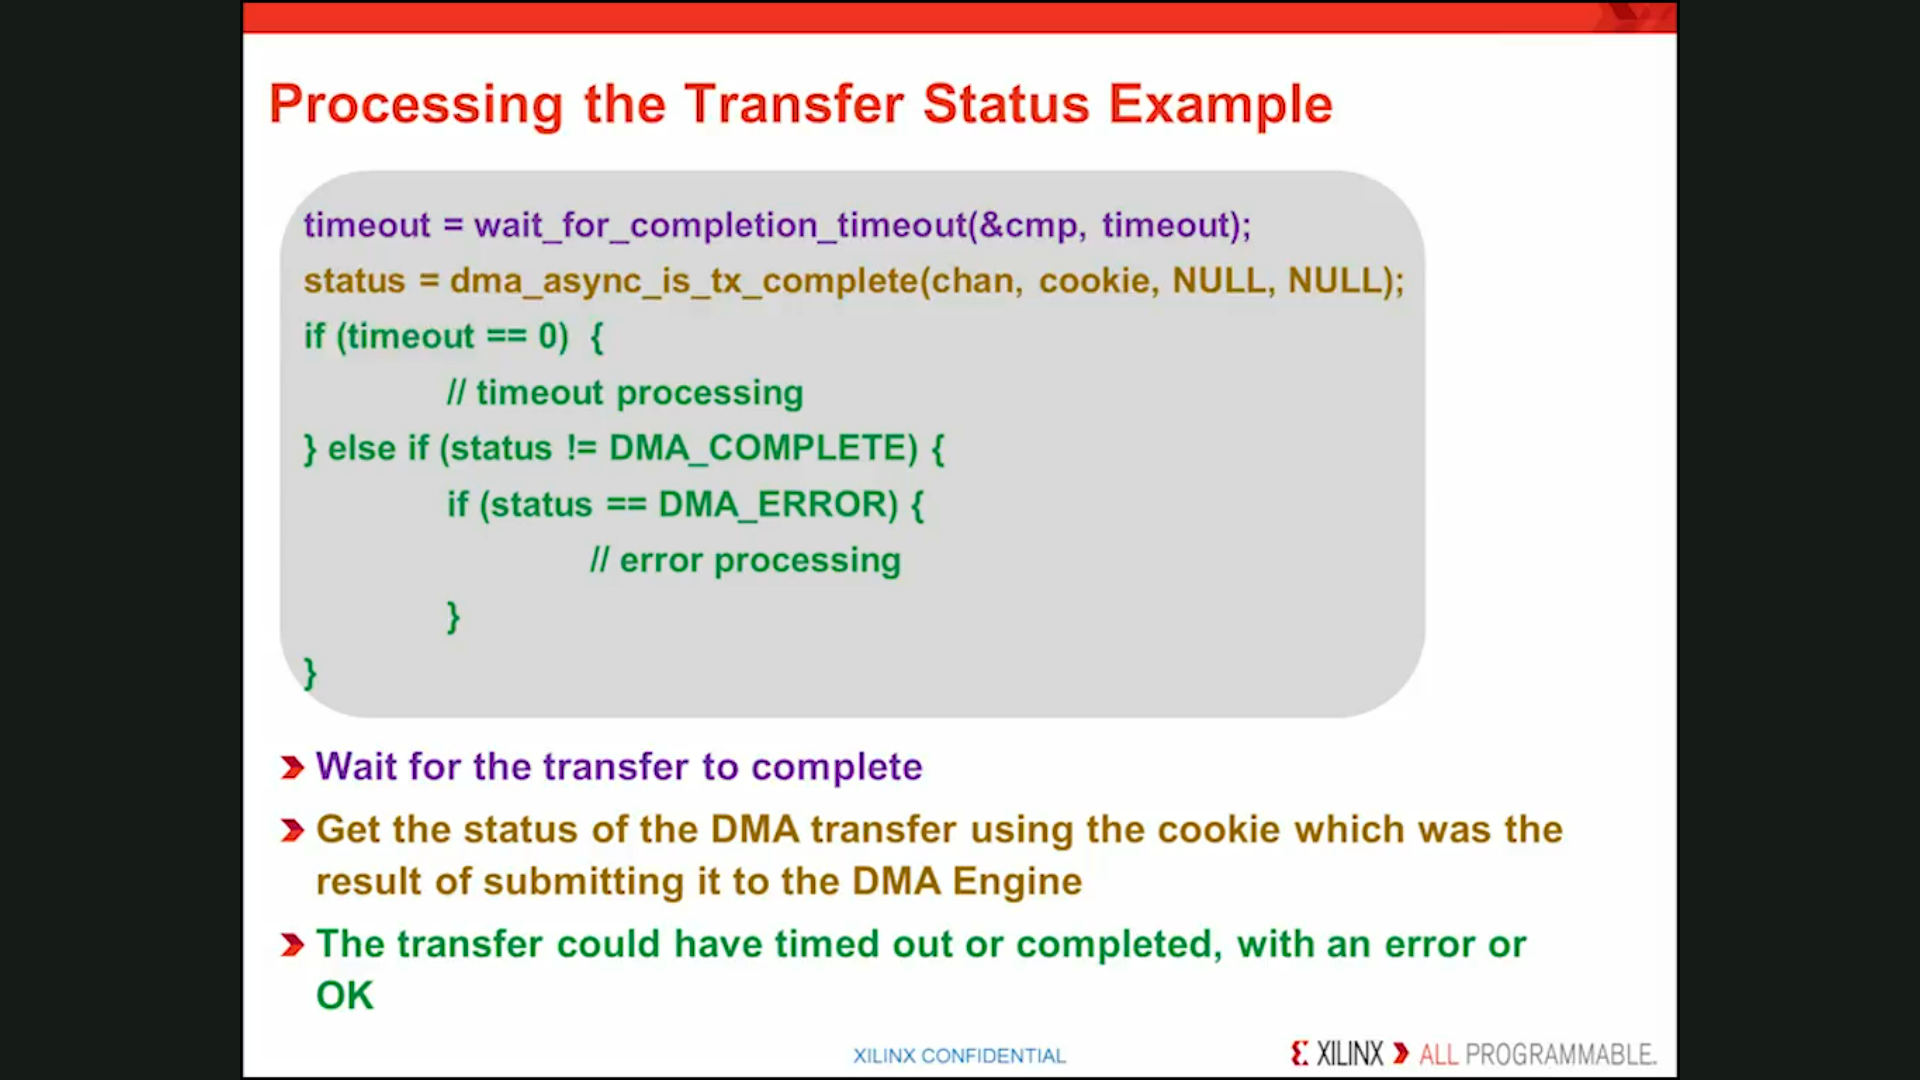 Processing the Transfer Status Example
timeout = wait_for_completion_timeout(&cmp, timeout);
status = dma_async_is_tx_complete(chan, cookie, NULL, NULL);
if (timeout == 0)  {
// timeout processing
} else if (status != DMA_COMPLETE) {
if (status == DMA_ERROR) {
// error processing
}
}
Wait for the transfer to complete
Get the status of the DMA transfer using the cookie which was the
result of submitting it to the DMA Engine
The transfer could have timed out or completed, with an error or
OK
XILINX CONFIDENTIAL
XILINX ALL PROGRAMMABLE.